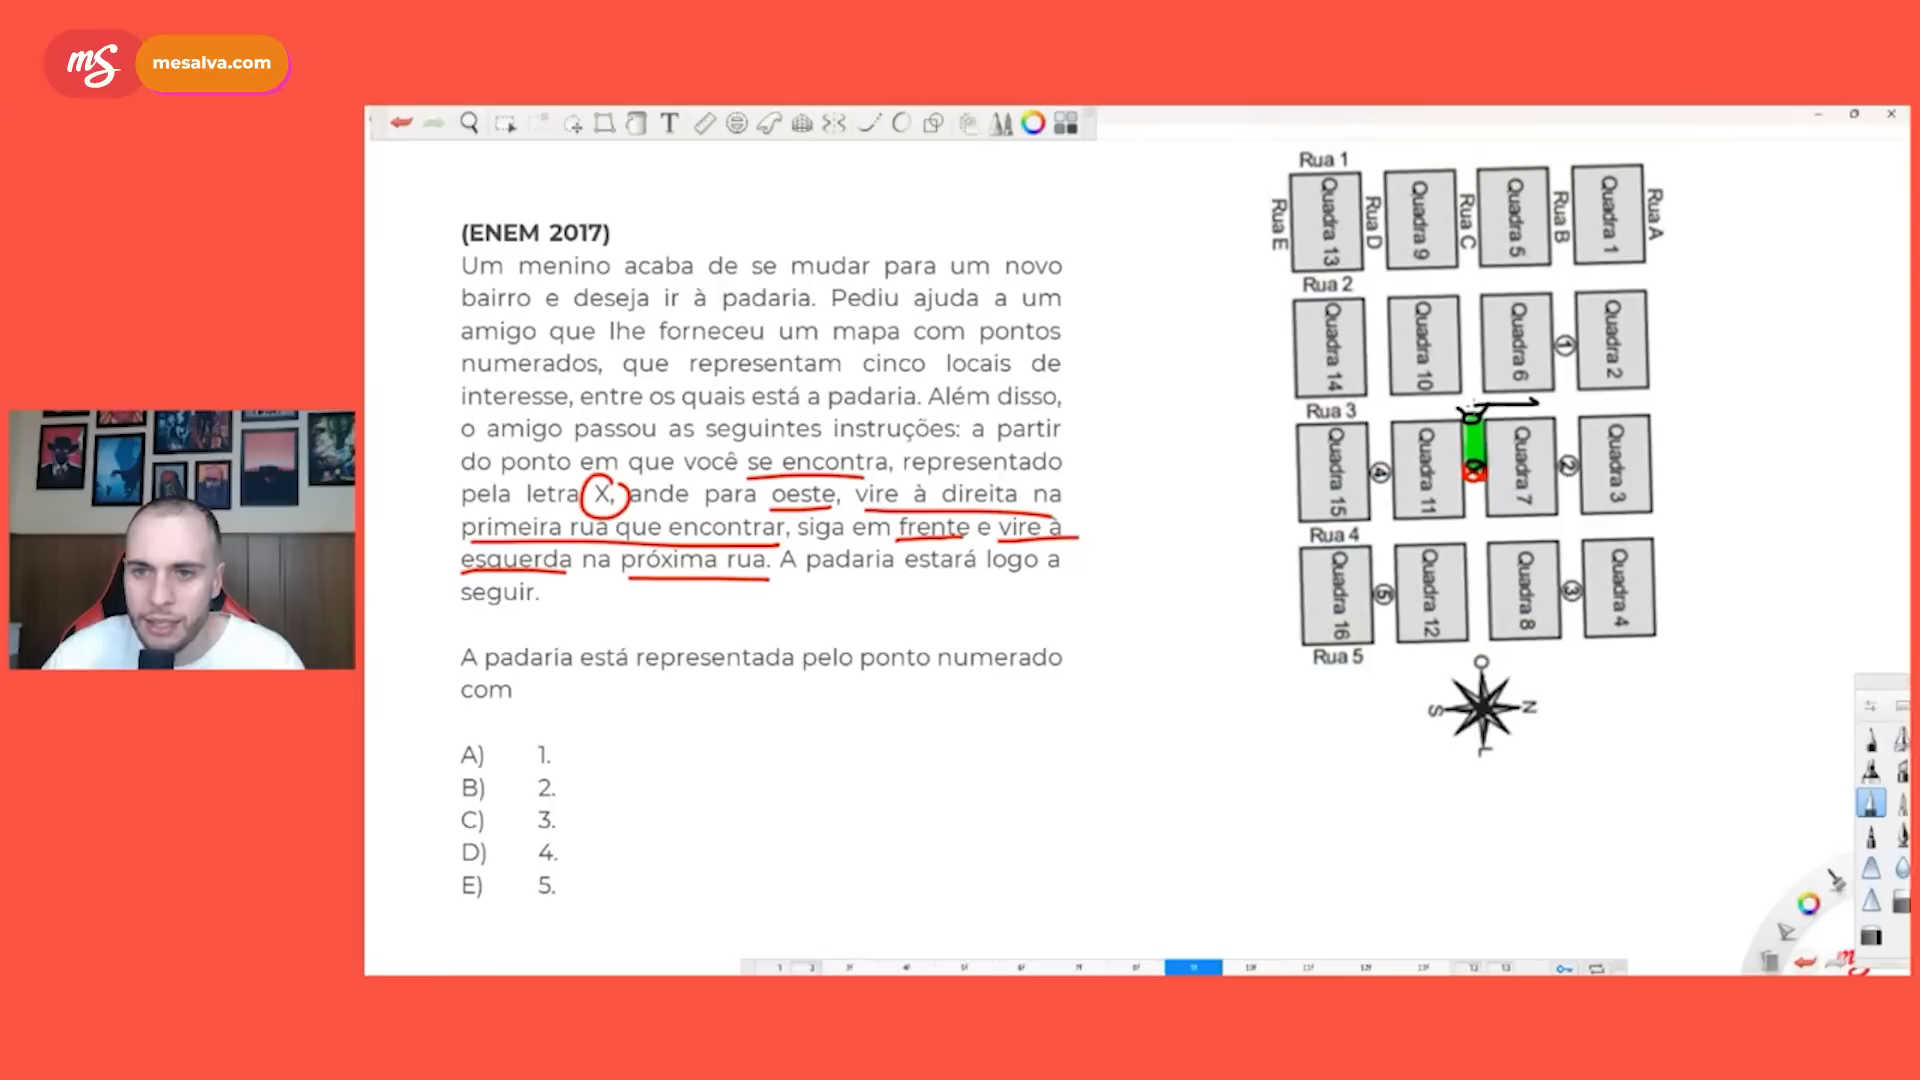 mS
mesalva.com
(ENEM 2017)
Um menino acaba de se mudar para um novo
bairro e deseja ir à padaria. Pediu ajuda a um
amigo que lhe forneceu um mapa com pontos
numerados, que representam cinco locais de
interesse, entre os quais está a padaria. Além disso,
o amigo passou as seguintes instruções: a partir
do ponto em que você se encontra, representado
pela letra X, ande para oeste, vire à direita na
primeira rua que encontrar, siga em frente e vire à
esquerda na próxima rua. A padaria estará logo a
seguir.
A padaria está representada pelo ponto numerado
com
A) 1.
B) 2.
C) 3.
D) 4.
E) 5.
Rua 1
Rua E
Quadra 13
Rua D
Quadra 9
Rua C
Quadra 5
Rua B
Quadra 1
Rua A
Rua 2
Quadra 14
Quadra 10
Quadra 6
1
Quadra 2
Rua 3
Quadra 15
4
Quadra 11
Quadra 7
2
Quadra 3
Rua 4
Quadra 16
5
Quadra 12
Quadra 8
3
Quadra 4
Rua 5
O
S
N
L